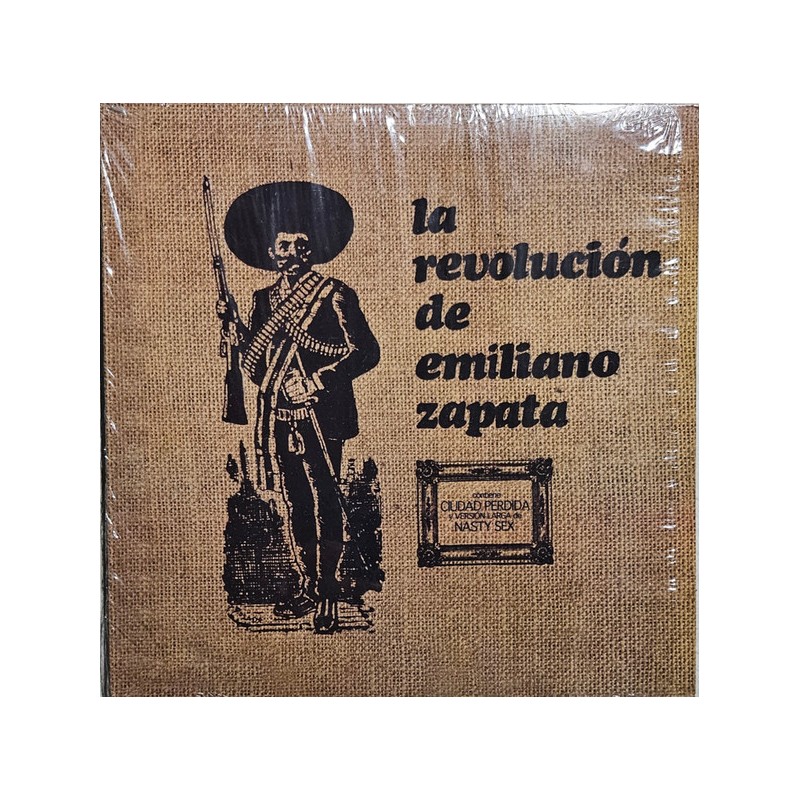 la
revolución
de
emiliano
zapata
contiene
CIUDAD PERDIDA
y VERSION LARGA de
NASTY SEX